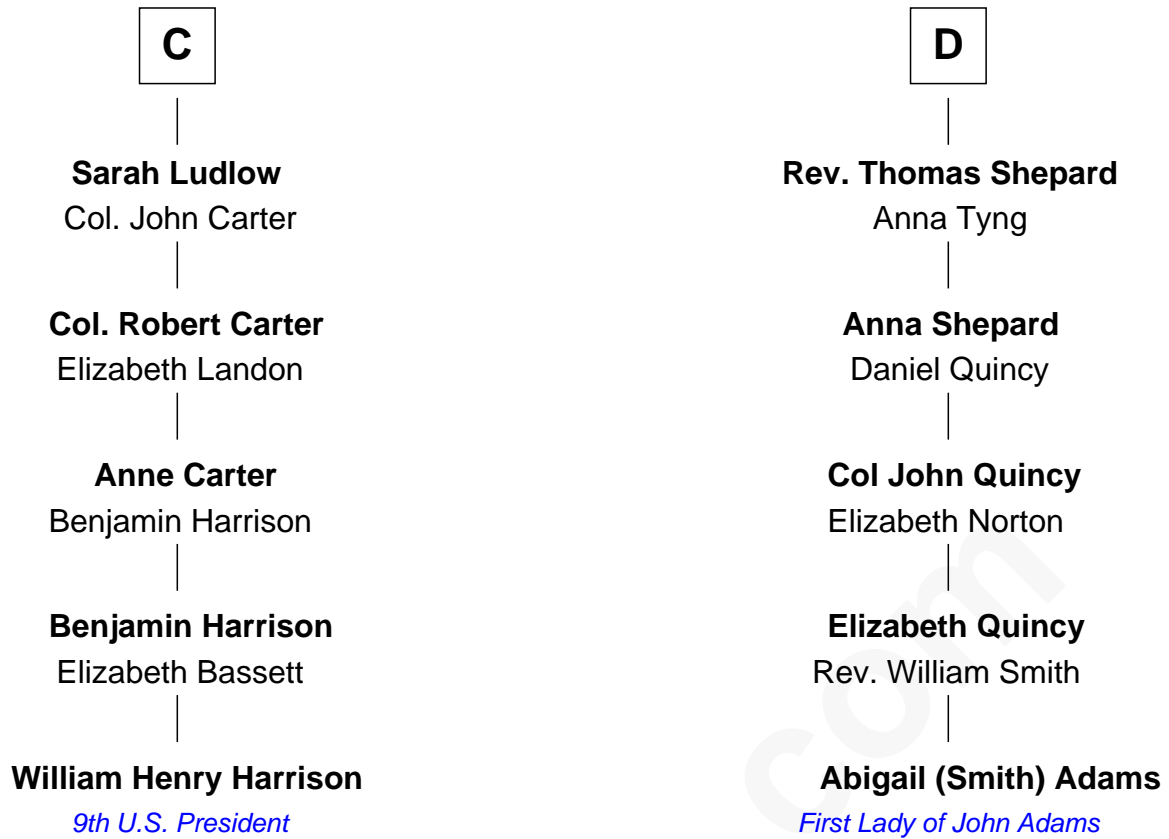 C
Sarah Ludlow
Col. John Carter
Col. Robert Carter
Elizabeth Landon
Anne Carter
Benjamin Harrison
Benjamin Harrison
Elizabeth Bassett
William Henry Harrison
9th U.S. President
D
Rev. Thomas Shepard
Anna Tyng
Anna Shepard
Daniel Quincy
Col John Quincy
Elizabeth Norton
Elizabeth Quincy
Rev. William Smith
Abigail (Smith) Adams
First Lady of John Adams
com